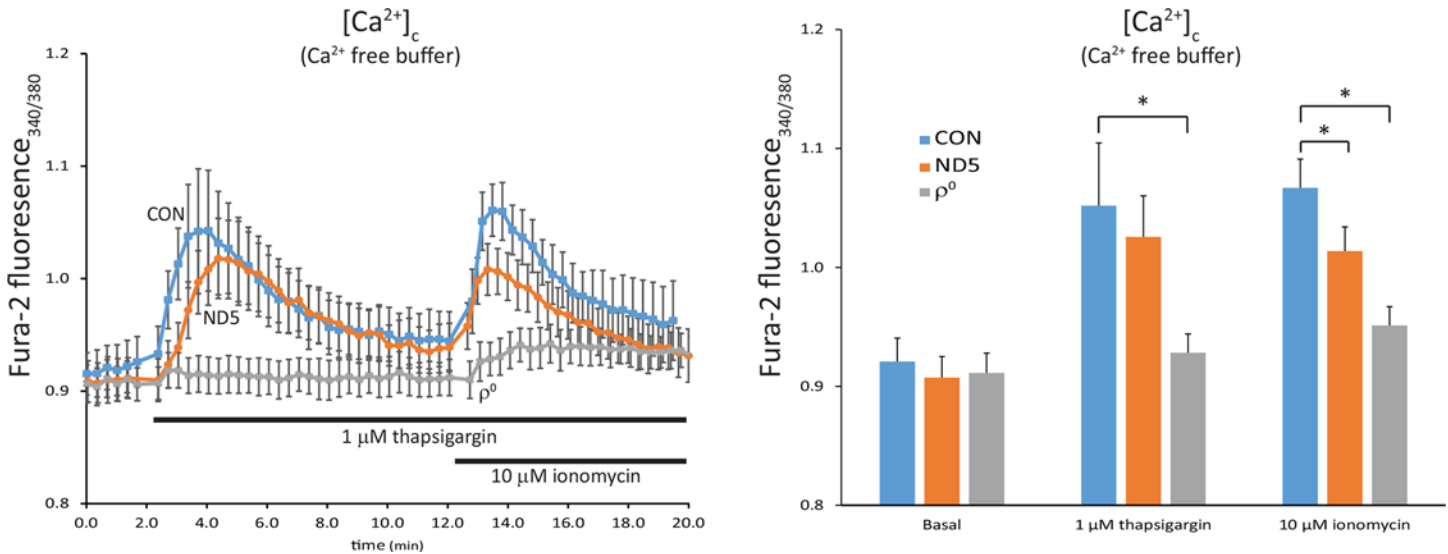 [Ca²⁺]c
(Ca²⁺ free buffer)
Fura-2 fluoresence340/380
1.2
1.1
1.0
0.9
0.8
CON
ND5
ρ⁰
1 µM thapsigargin
10 µM ionomycin
0.0 2.0 4.0 6.0 8.0 10.0 12.0 14.0 16.0 18.0 20.0
time (min)
[Ca²⁺]c
(Ca²⁺ free buffer)
Fura-2 fluoresence340/380
1.2
1.1
1.0
0.9
0.8
CON
ND5
ρ⁰
*
*
*
Basal 1 µM thapsigargin 10 µM ionomycin